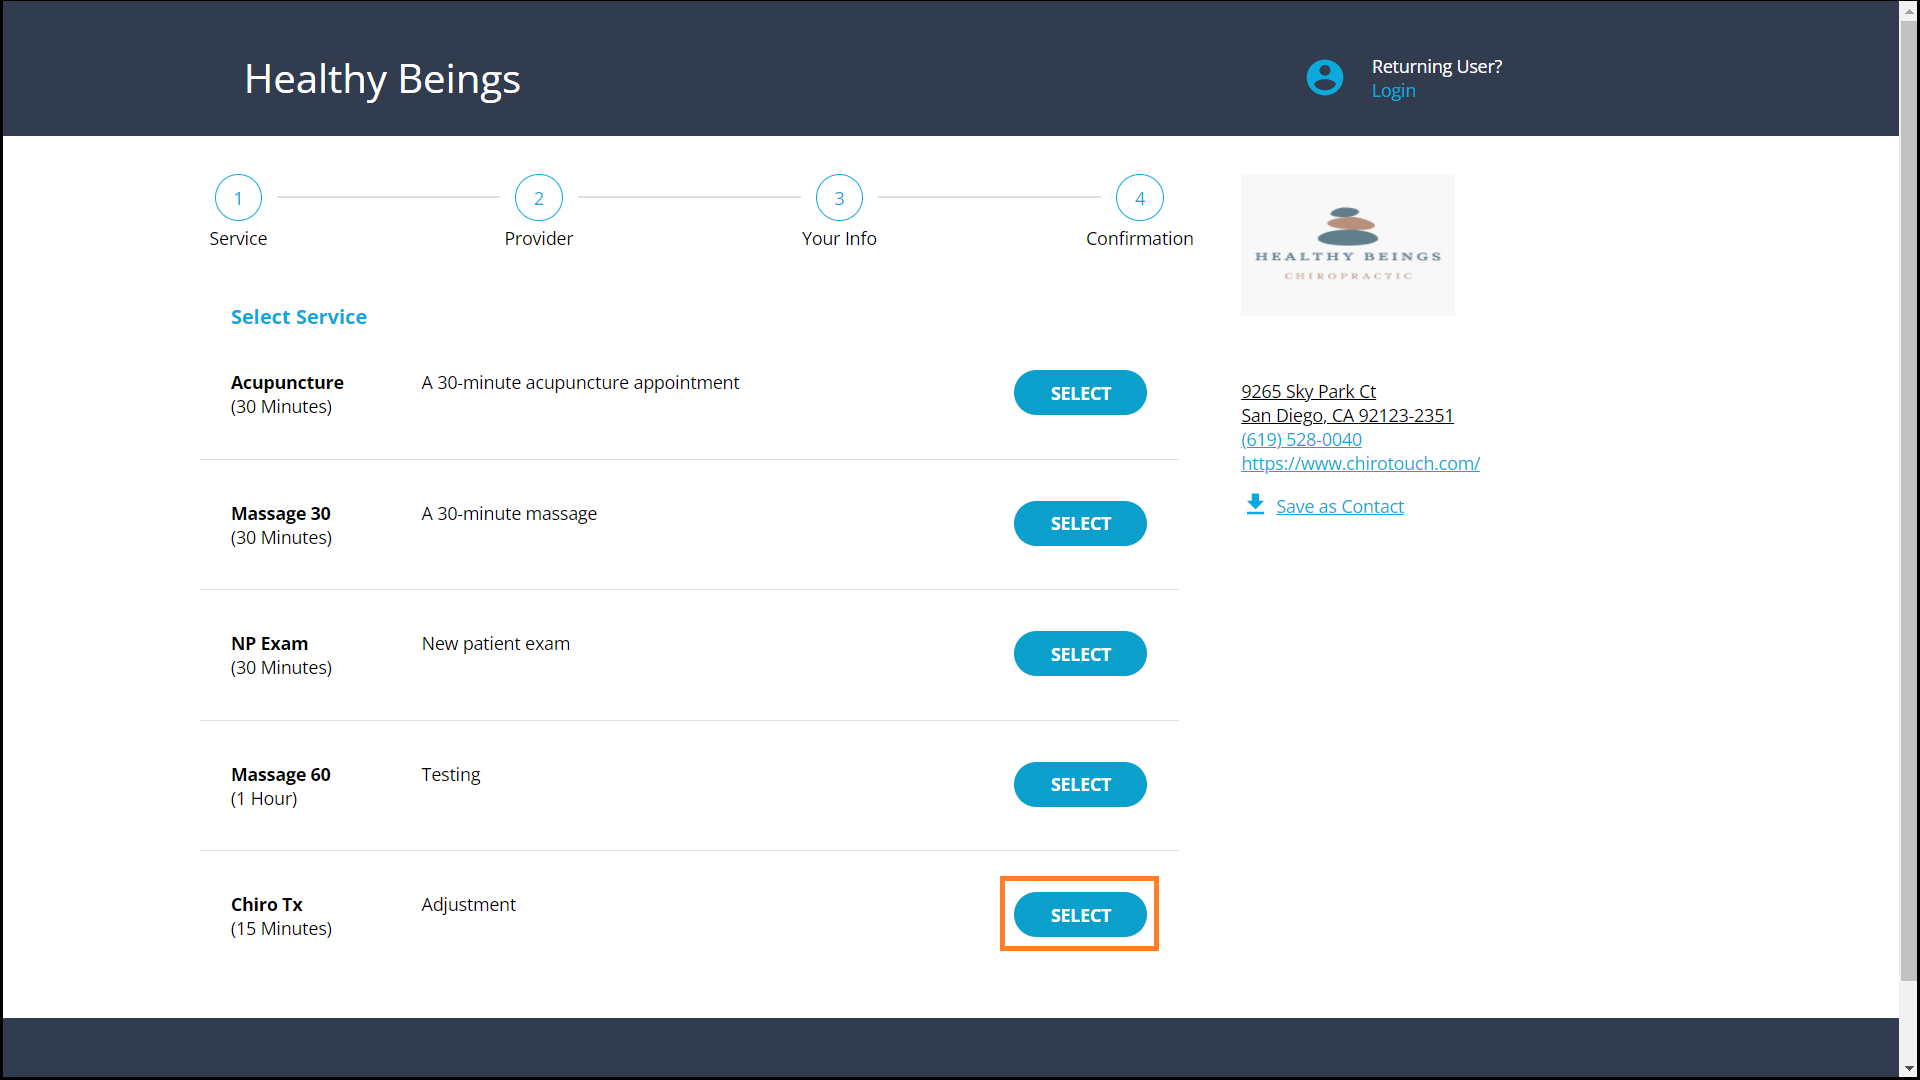 Healthy Beings
Returning User?
Login
1
2
3
4
Service
Provider
Your Info
Confirmation
HEALTHY BEINGS
CHIROPRACTIC
Select Service
Acupuncture
(30 Minutes)
A 30-minute acupuncture appointment
SELECT
Massage 30
(30 Minutes)
A 30-minute massage
SELECT
NP Exam
(30 Minutes)
New patient exam
SELECT
Massage 60
(1 Hour)
Testing
SELECT
Chiro Tx
(15 Minutes)
Adjustment
SELECT
9265 Sky Park Ct
San Diego, CA 92123-2351
(619) 528-0040
https://www.chirotouch.com/
Save as Contact